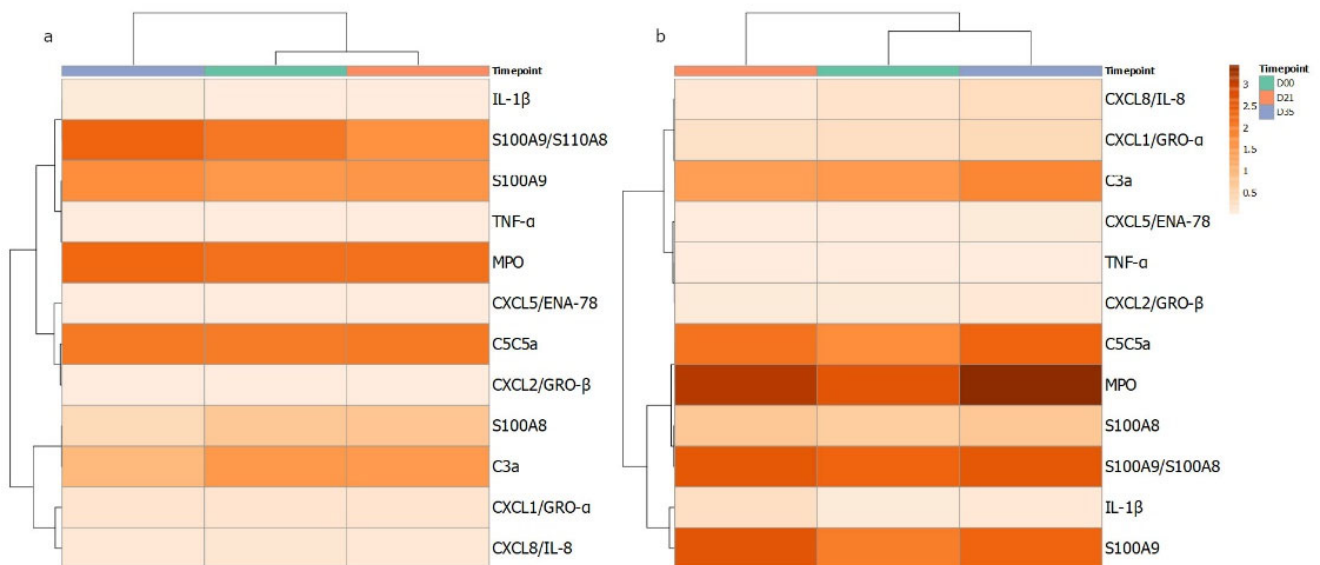 a
Timepoint
IL-1β
S100A9/S110A8
S100A9
TNF-α
MPO
CXCL5/ENA-78
C5C5a
CXCL2/GRO-β
S100A8
C3a
CXCL1/GRO-α
CXCL8/IL-8
b
Timepoint
CXCL8/IL-8
CXCL1/GRO-α
C3a
CXCL5/ENA-78
TNF-α
CXCL2/GRO-β
C5C5a
MPO
S100A8
S100A9/S100A8
IL-1β
S100A9
3
2.5
2
1.5
1
0.5
Timepoint
D00
D21
D35